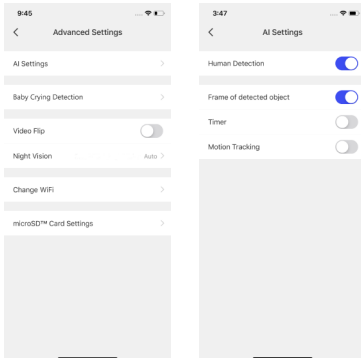 9:45
Advanced Settings
AI Settings
Baby Crying Detection
Video Flip
Night Vision
Auto
Change WiFi
microSD™ Card Settings
3:47
AI Settings
Human Detection
Frame of detected object
Timer
Motion Tracking